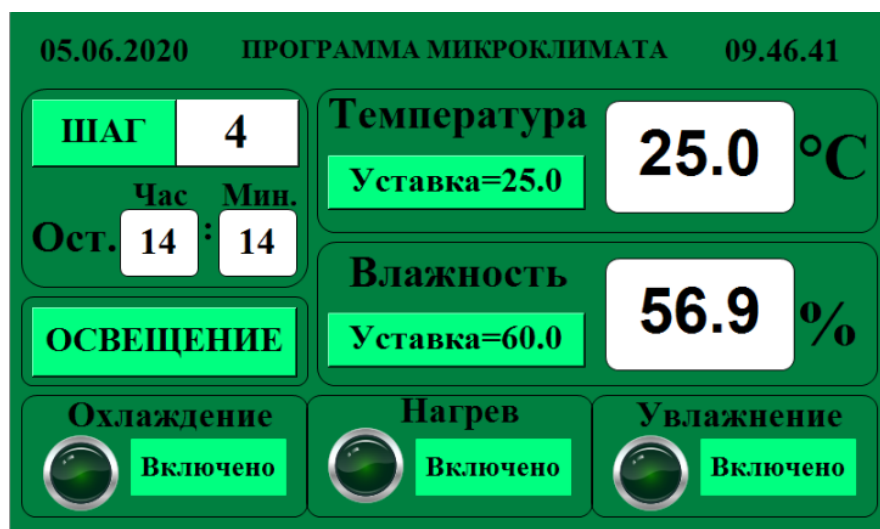 05.06.2020 ПРОГРАММА МИКРОКЛИМАТА 09.46.41
ШАГ 4
Час Мин.
Ост. 14 : 14
ОСВЕЩЕНИЕ
Температура
Уставка=25.0
25.0 °C
Влажность
Уставка=60.0
56.9 %
Охлаждение
Включено
Нагрев
Включено
Увлажнение
Включено